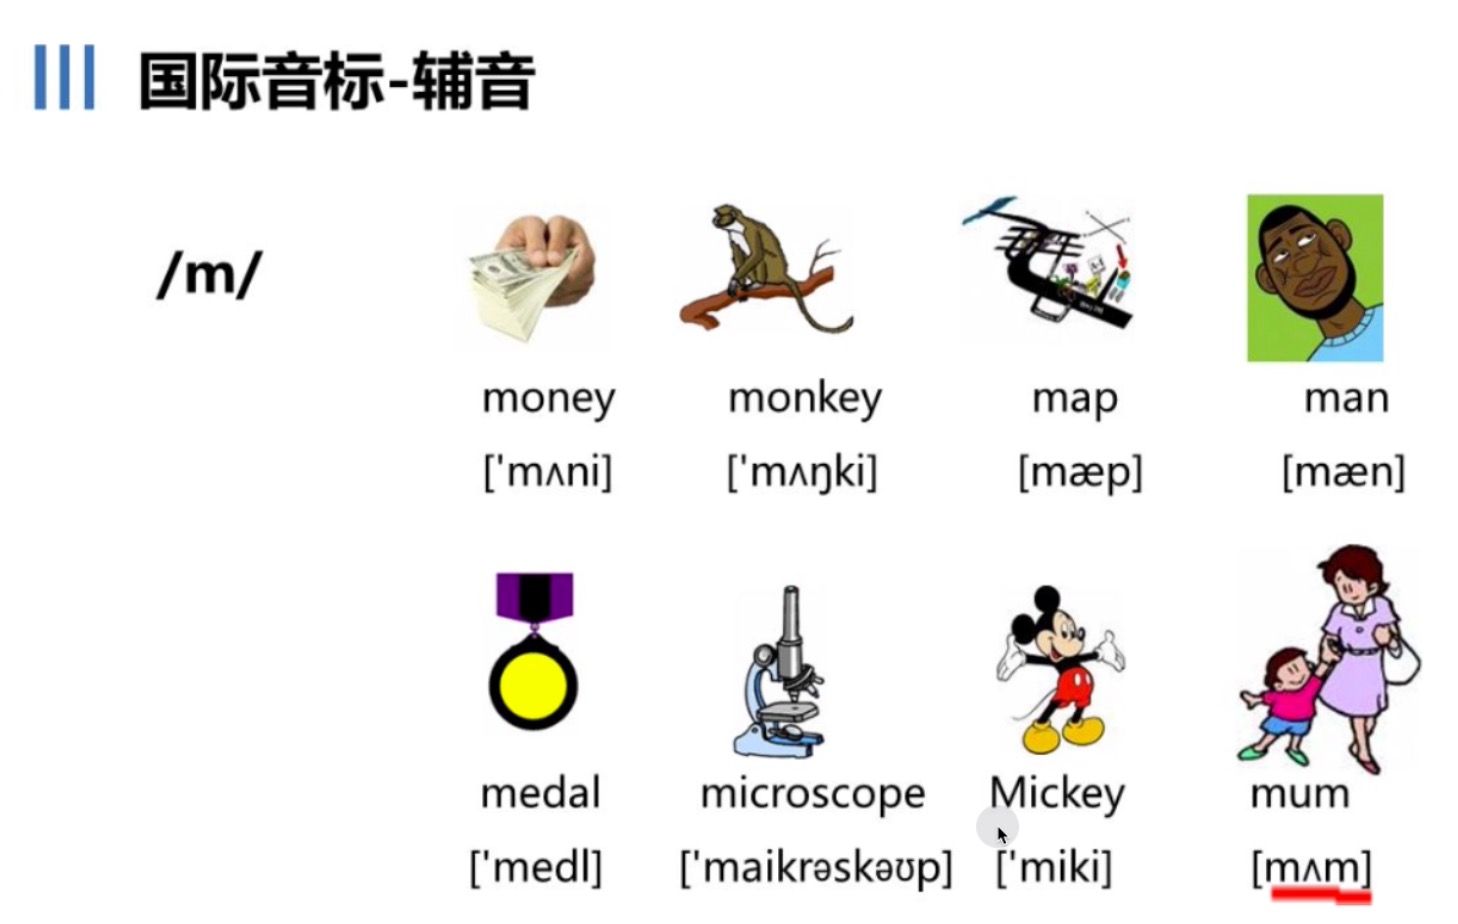 国际音标-辅音
/m/
money monkey map man
['mʌni] ['mʌŋki] [mæp] [mæn]
medal microscope Mickey mum
['medl] ['maikrəskəʊp] ['miki] [mʌm]